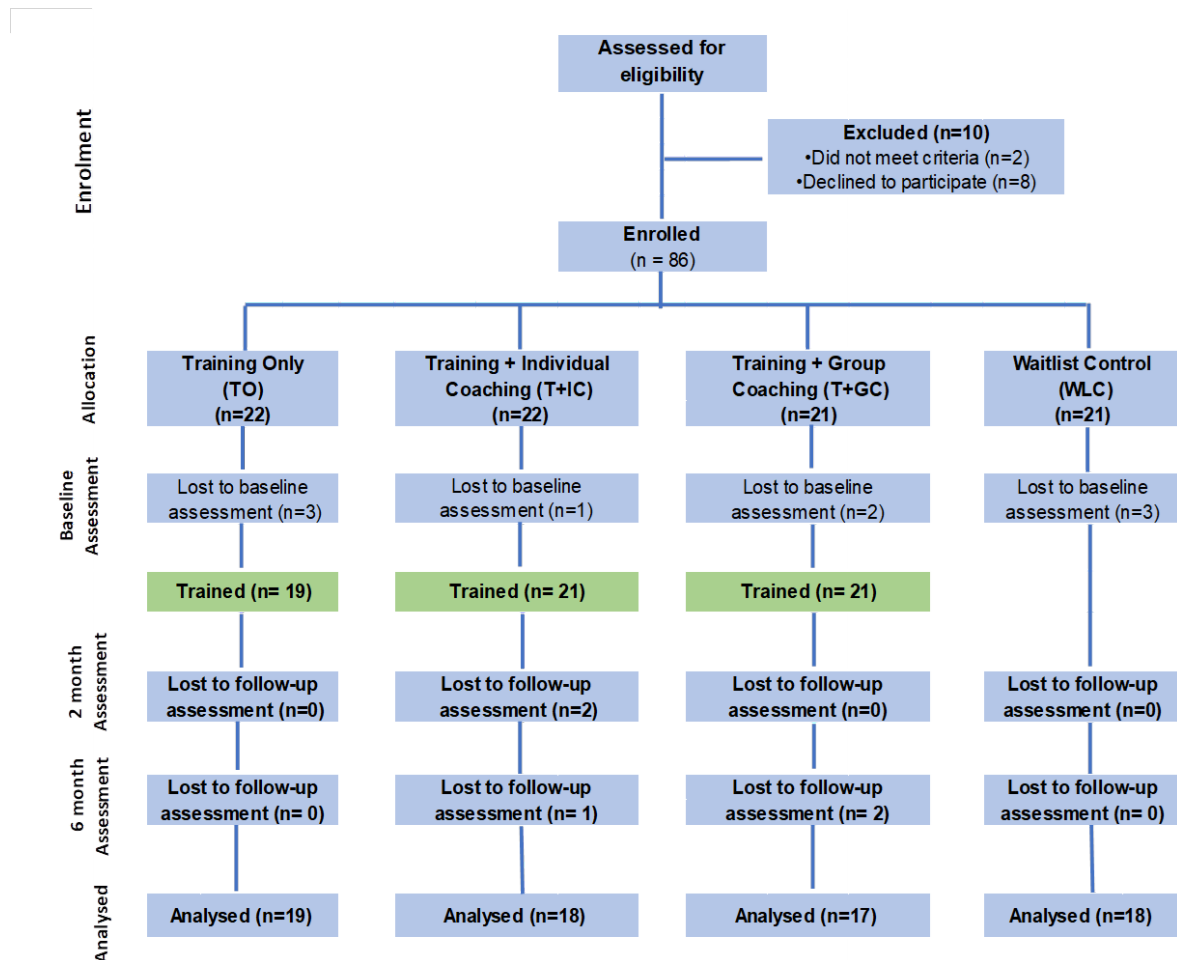 Assessed for
eligibility
Enrolment
Excluded (n=10)
•Did not meet criteria (n=2)
•Declined to participate (n=8)
Enrolled
(n = 86)
Allocation
Training Only
(TO)
(n=22)
Training + Individual
Coaching (T+IC)
(n=22)
Training + Group
Coaching (T+GC)
(n=21)
Waitlist Control
(WLC)
(n=21)
Baseline
Assessment
Lost to baseline
assessment (n=3)
Lost to baseline
assessment (n=1)
Lost to baseline
assessment (n=2)
Lost to baseline
assessment (n=3)
Trained (n= 19)
Trained (n= 21)
Trained (n= 21)
2 month
Assessment
Lost to follow-up
assessment (n=0)
Lost to follow-up
assessment (n=2)
Lost to follow-up
assessment (n=0)
Lost to follow-up
assessment (n=0)
6 month
Assessment
Lost to follow-up
assessment (n= 0)
Lost to follow-up
assessment (n= 1)
Lost to follow-up
assessment (n= 2)
Lost to follow-up
assessment (n= 0)
Analysed
Analysed (n=19)
Analysed (n=18)
Analysed (n=17)
Analysed (n=18)